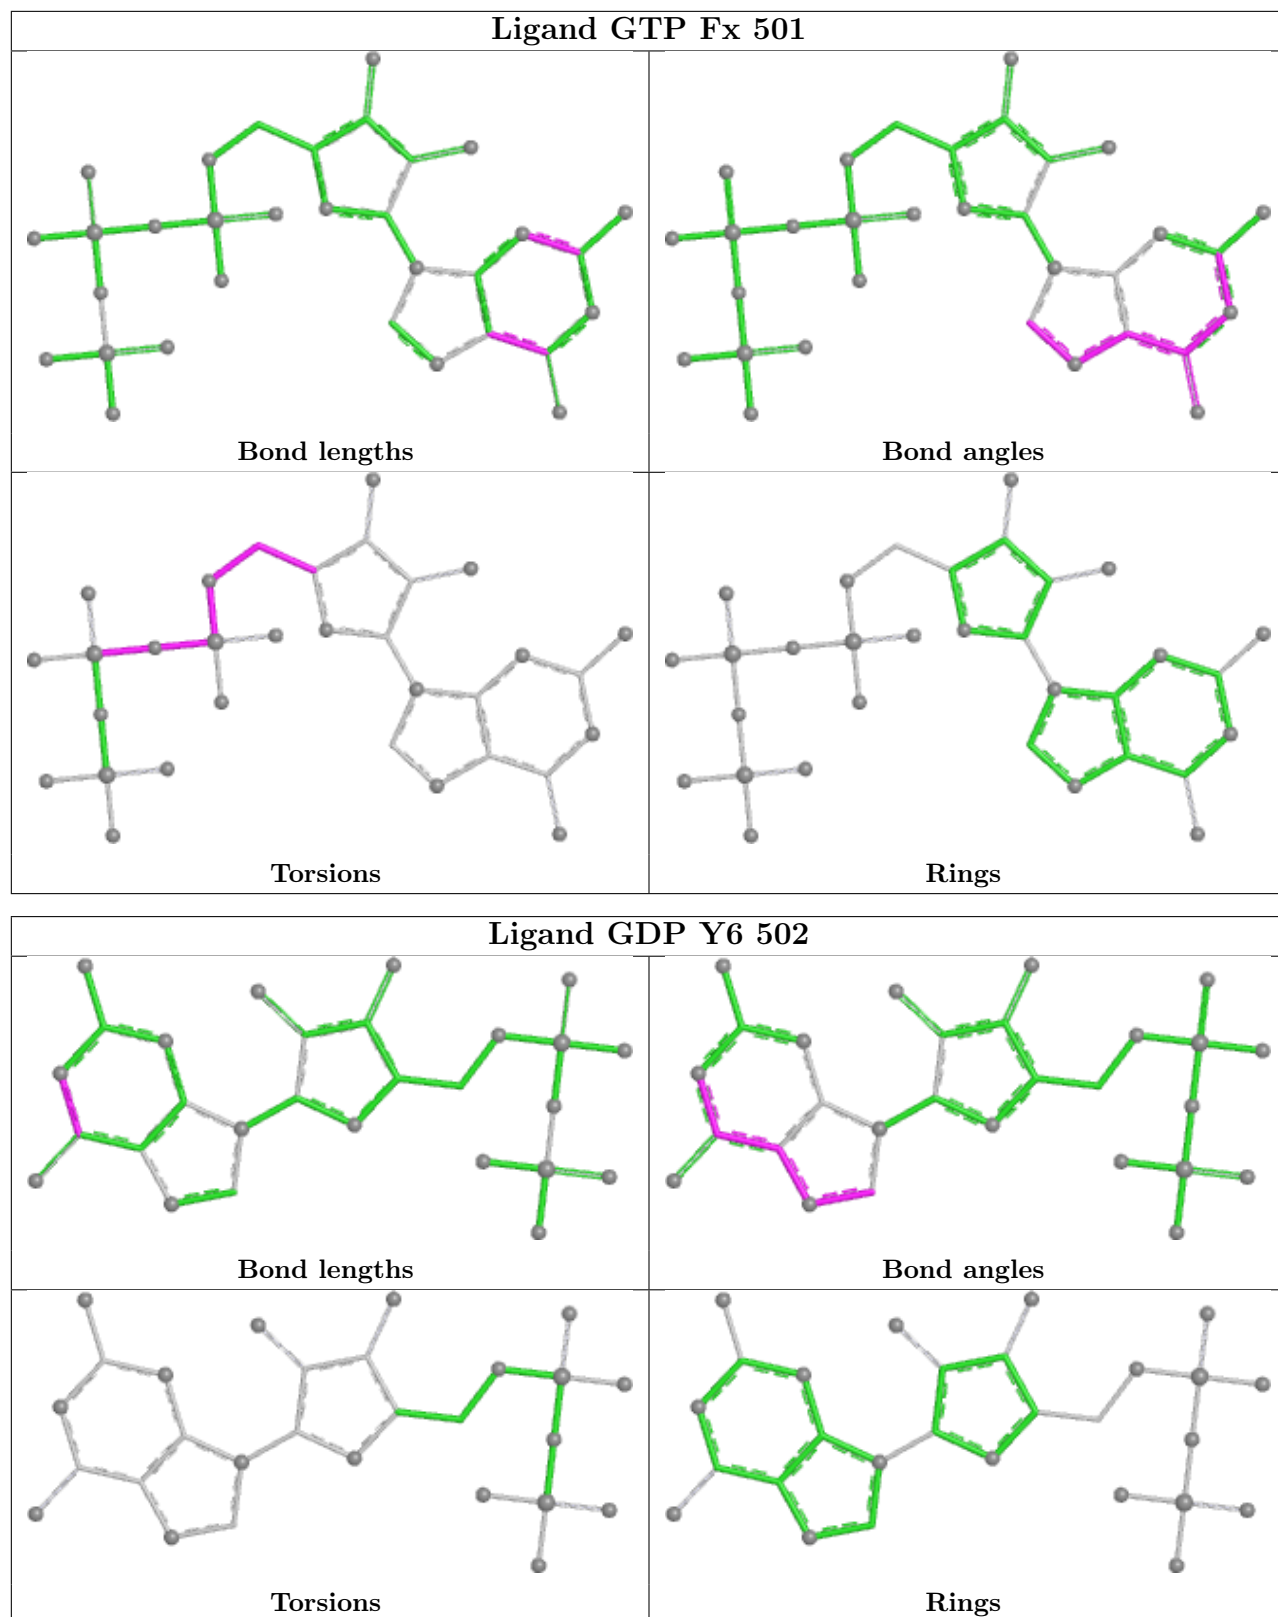 Ligand GTP Fx 501
Bond lengths
Bond angles
Torsions
Rings
Ligand GDP Y6 502
Bond lengths
Bond angles
Torsions
Rings